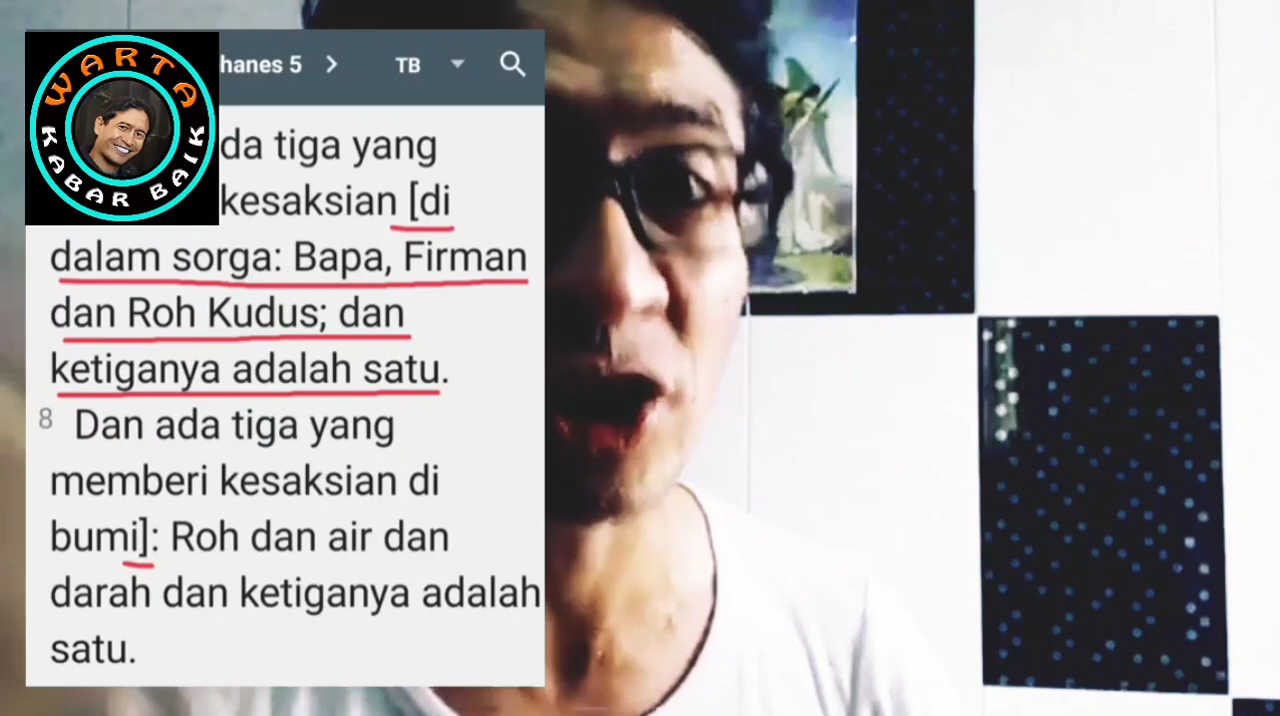 WARTA
KABAR BAIK
hanes 5 > TB
da tiga yang
kesaksian [di
dalam sorga: Bapa, Firman
dan Roh Kudus; dan
ketiganya adalah satu.
8 Dan ada tiga yang
memberi kesaksian di
bumi]: Roh dan air dan
darah dan ketiganya adalah
satu.